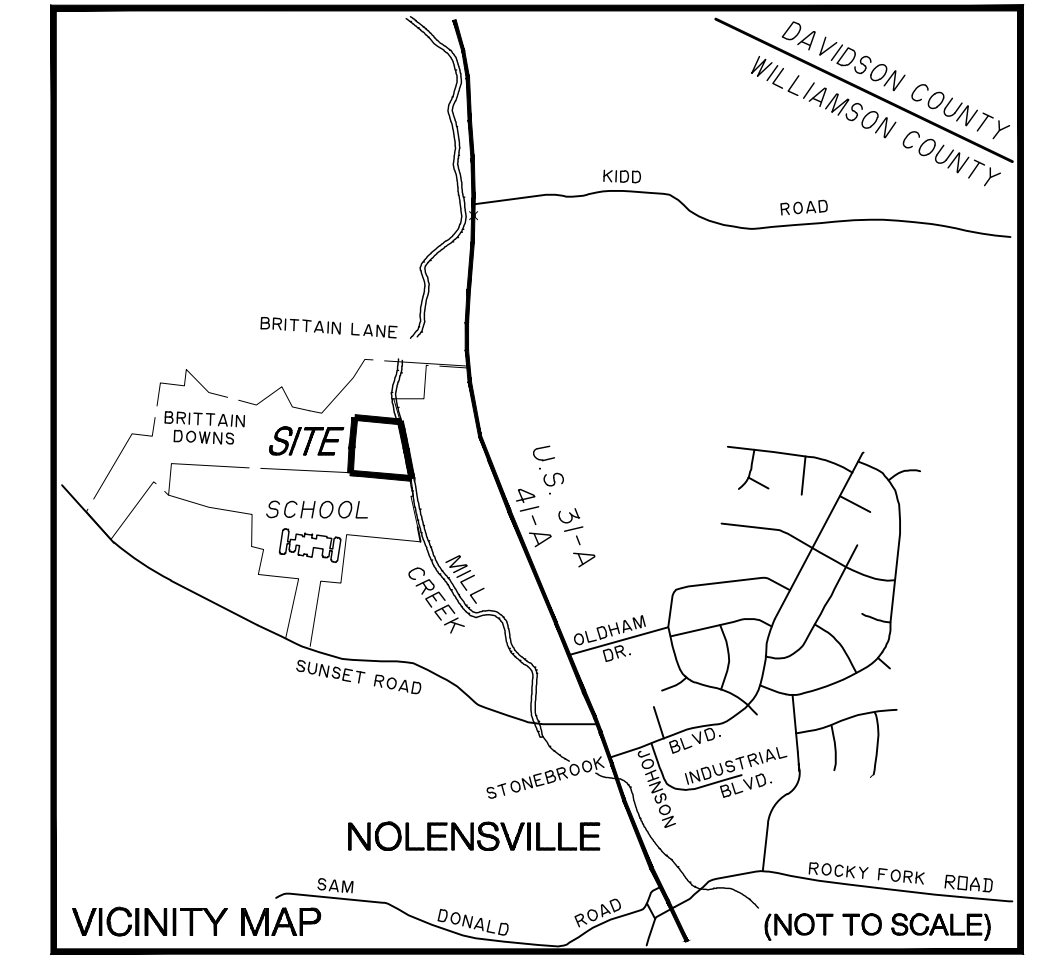 DAVIDSON COUNTY
WILLIAMSON COUNTY
KIDD
ROAD
BRITTAIN LANE
BRITTAIN
DOWNS
SITE
SCHOOL
U.S. 31-A
41-A
MILL
CREEK
OLDHAM
DR.
SUNSET ROAD
STONEBROOK
BLVD.
JOHNSON
INDUSTRIAL
BLVD.
NOLENSVILLE
ROCKY FORK ROAD
SAM
DONALD
ROAD
VICINITY MAP
(NOT TO SCALE)